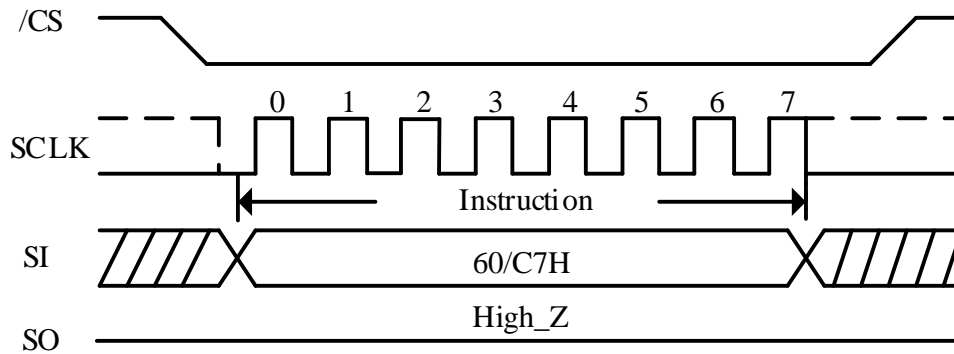 /CS
0 1 2 3 4 5 6 7
SCLK
Instruction
SI
60/C7H
High_Z
SO